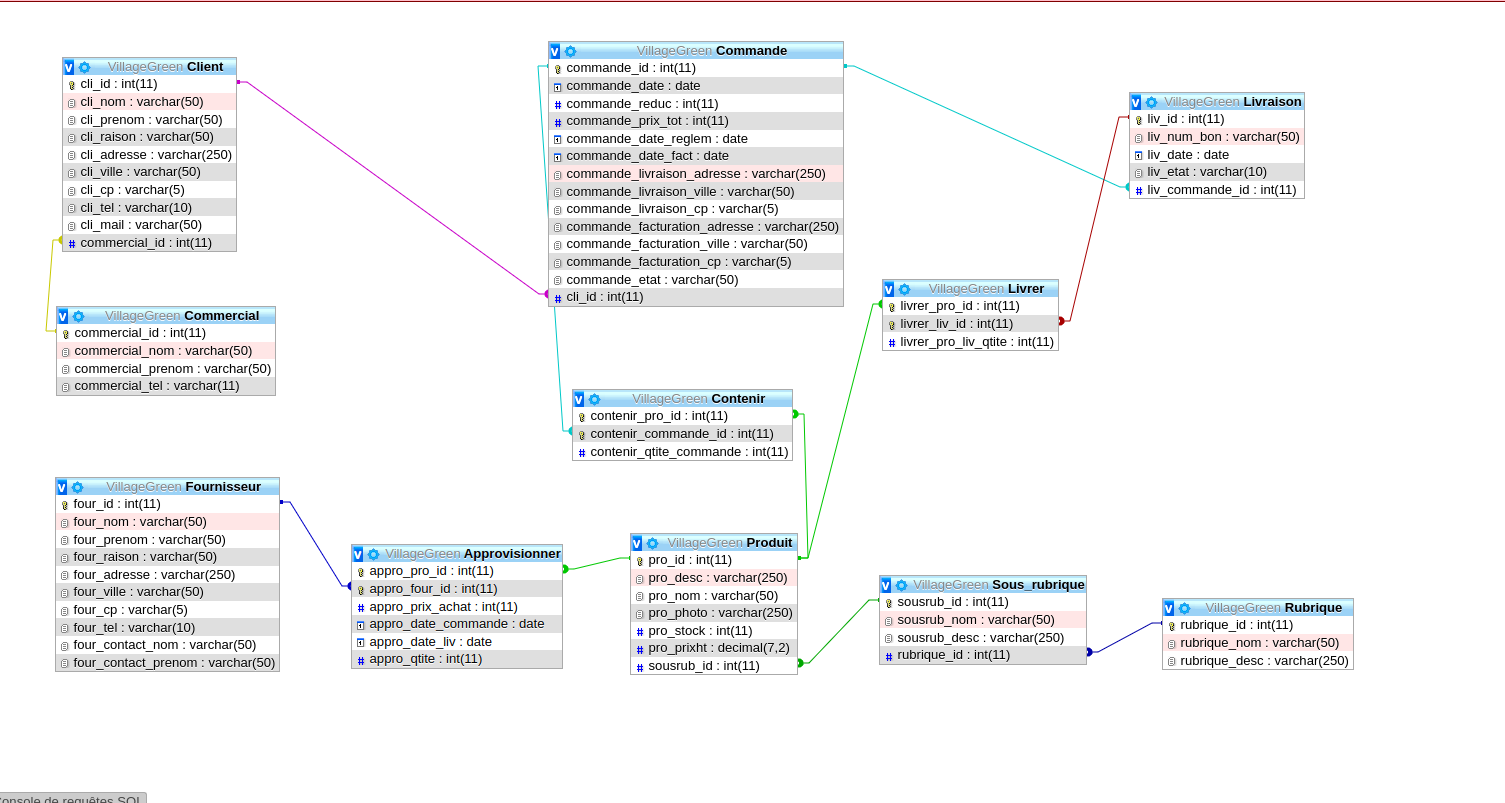 VillageGreen Client
cli_id : int(11)
cli_nom : varchar(50)
cli_prenom : varchar(50)
cli_raison : varchar(50)
cli_adresse : varchar(250)
cli_ville : varchar(50)
cli_cp : varchar(5)
cli_tel : varchar(10)
cli_mail : varchar(50)
commercial_id : int(11)
VillageGreen Commercial
commercial_id : int(11)
commercial_nom : varchar(50)
commercial_prenom : varchar(50)
commercial_tel : varchar(11)
VillageGreen Commande
commande_id : int(11)
commande_date : date
commande_reduc : int(11)
commande_prix_tot : int(11)
commande_date_reglem : date
commande_date_fact : date
commande_livraison_adresse : varchar(250)
commande_livraison_ville : varchar(50)
commande_livraison_cp : varchar(5)
commande_facturation_adresse : varchar(250)
commande_facturation_ville : varchar(50)
commande_facturation_cp : varchar(5)
commande_etat : varchar(50)
cli_id : int(11)
VillageGreen Livraison
liv_id : int(11)
liv_num_bon : varchar(50)
liv_date : date
liv_etat : varchar(10)
liv_commande_id : int(11)
VillageGreen Livrer
livrer_pro_id : int(11)
livrer_liv_id : int(11)
livrer_pro_liv_qtite : int(11)
VillageGreen Contenir
contenir_pro_id : int(11)
contenir_commande_id : int(11)
contenir_qtite_commande : int(11)
VillageGreen Fournisseur
four_id : int(11)
four_nom : varchar(50)
four_prenom : varchar(50)
four_raison : varchar(50)
four_adresse : varchar(250)
four_ville : varchar(50)
four_cp : varchar(5)
four_tel : varchar(10)
four_contact_nom : varchar(50)
four_contact_prenom : varchar(50)
VillageGreen Approvisionner
appro_pro_id : int(11)
appro_four_id : int(11)
appro_prix_achat : int(11)
appro_date_commande : date
appro_date_liv : date
appro_qtite : int(11)
VillageGreen Produit
pro_id : int(11)
pro_desc : varchar(250)
pro_nom : varchar(50)
pro_photo : varchar(250)
pro_stock : int(11)
pro_prixht : decimal(7,2)
sousrub_id : int(11)
VillageGreen Sous_rubrique
sousrub_id : int(11)
sousrub_nom : varchar(50)
sousrub_desc : varchar(250)
rubrique_id : int(11)
VillageGreen Rubrique
rubrique_id : int(11)
rubrique_nom : varchar(50)
rubrique_desc : varchar(250)
Console de requêtes SQL